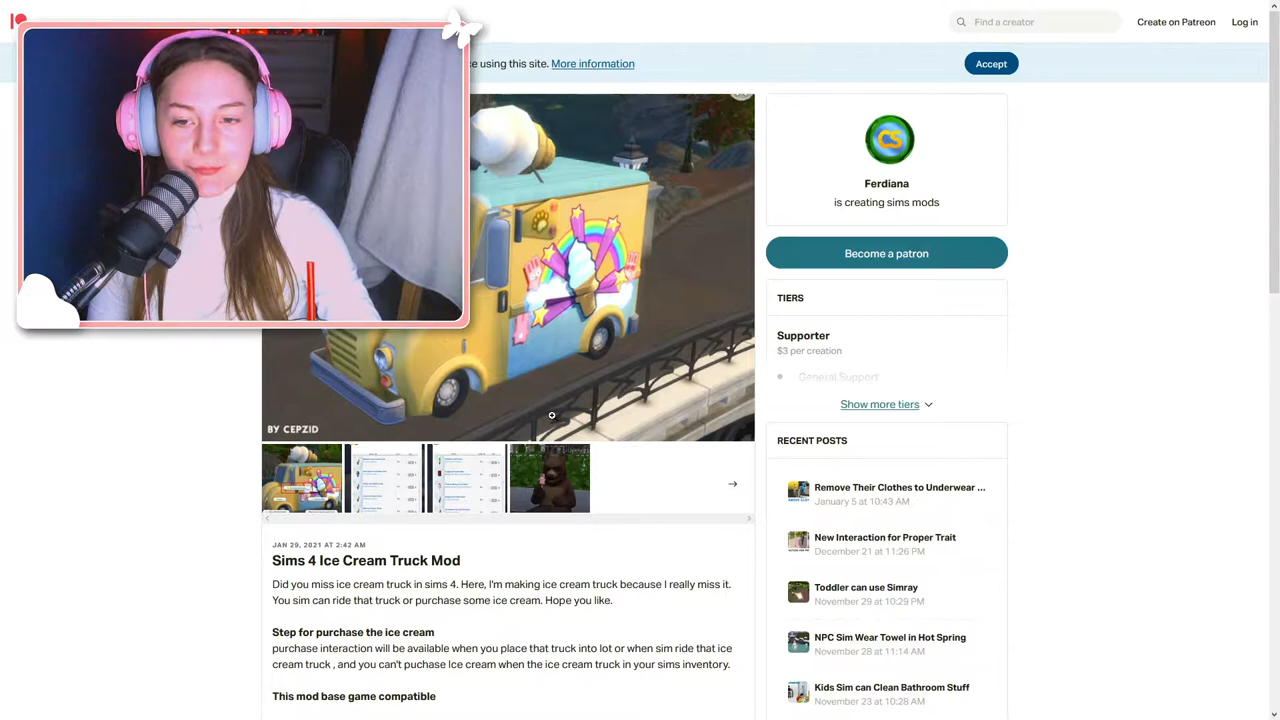 Find a creator
Create on Patreon
Log in
using this site. More information
Accept
CS
Ferdiana
is creating sims mods
Become a patron
TIERS
Supporter
$3 per creation
General Support
Show more tiers
BY CEPZID
RECENT POSTS
Remove Their Clothes to Underwear ...
January 5 at 10:43 AM
New Interaction for Proper Trait
December 21 at 11:26 PM
Toddler can use Simray
November 29 at 10:29 PM
NPC Sim Wear Towel in Hot Spring
November 28 at 11:14 AM
Kids Sim can Clean Bathroom Stuff
November 23 at 10:28 AM
JAN 29, 2021 AT 2:42 AM
Sims 4 Ice Cream Truck Mod
Did you miss ice cream truck in sims 4. Here, I'm making ice cream truck because I really miss it.
You sim can ride that truck or purchase some ice cream. Hope you like.
Step for purchase the ice cream
purchase interaction will be available when you place that truck into lot or when sim ride that ice
cream truck , and you can't puchase Ice cream when the ice cream truck in your sims inventory.
This mod base game compatible